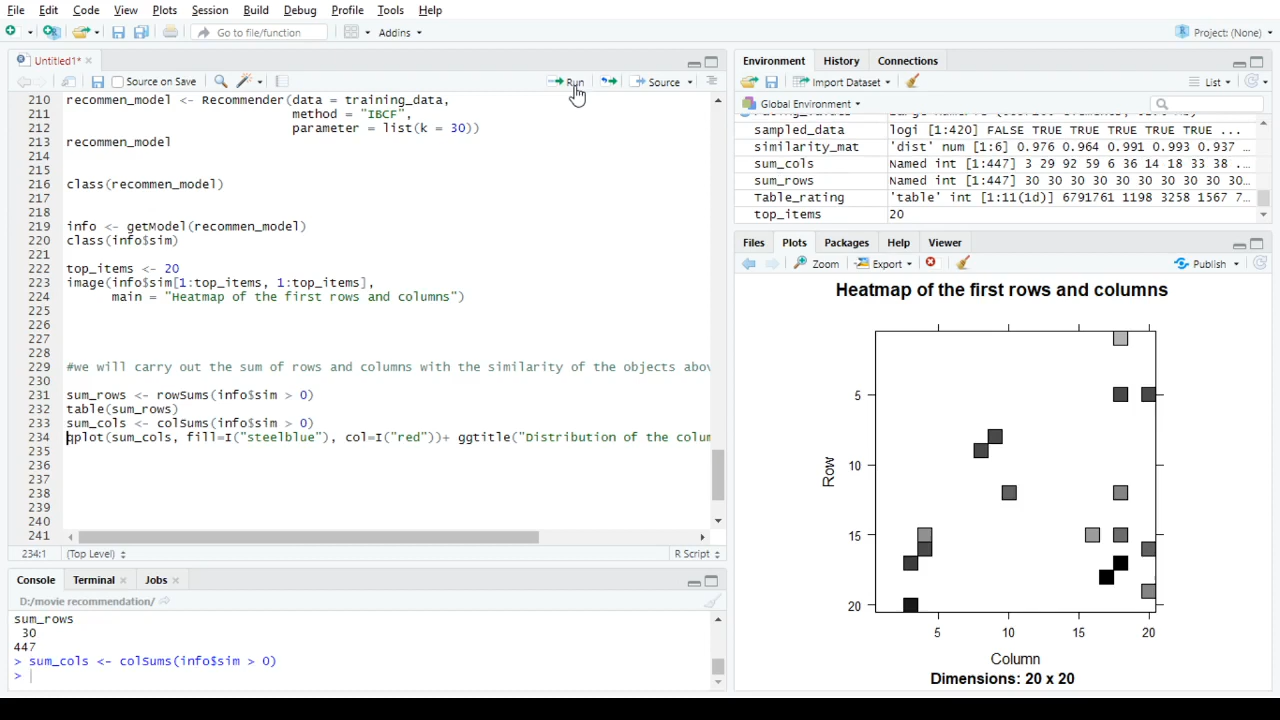 File Edit Code View Plots Session Build Debug Profile Tools Help
Go to file/function Addins Project: (None)
Untitled1*
Source on Save Run Source
210 recommen_model <- Recommender(data = training_data,
211 method = "IBCF",
212 parameter = list(k = 30))
213 recommen_model
214
215
216 class(recommen_model)
217
218
219 info <- getModel(recommen_model)
220 class(info$sim)
221
222 top_items <- 20
223 image(info$sim[1:top_items, 1:top_items],
224 main = "Heatmap of the first rows and columns")
225
226
227
228
229 #we will carry out the sum of rows and columns with the similarity of the objects abov
230
231 sum_rows <- rowSums(info$sim > 0)
232 table(sum_rows)
233 sum_cols <- colSums(info$sim > 0)
234 qplot(sum_cols, fill=I("steelblue"), col=I("red"))+ ggtitle("Distribution of the colum
235
236
237
238
239
240
241
234:1 (Top Level) R Script
Console Terminal Jobs
D:/movie recommendation/
sum_rows
30
447
> sum_cols <- colSums(info$sim > 0)
>
Environment History Connections
Import Dataset List
Global Environment
sampled_data logi [1:420] FALSE TRUE TRUE TRUE TRUE ...
similarity_mat 'dist' num [1:6] 0.976 0.964 0.991 0.993 0.937 ...
sum_cols Named int [1:447] 3 29 92 59 6 36 14 18 33 38 ...
sum_rows Named int [1:447] 30 30 30 30 30 30 30 30 30 30...
Table_rating 'table' int [1:11(1d)] 6791761 1198 3258 1567 7...
top_items 20
Files Plots Packages Help Viewer
Zoom Export Publish
Heatmap of the first rows and columns
5
10
15
20
Row
5 10 15 20
Column
Dimensions: 20 x 20